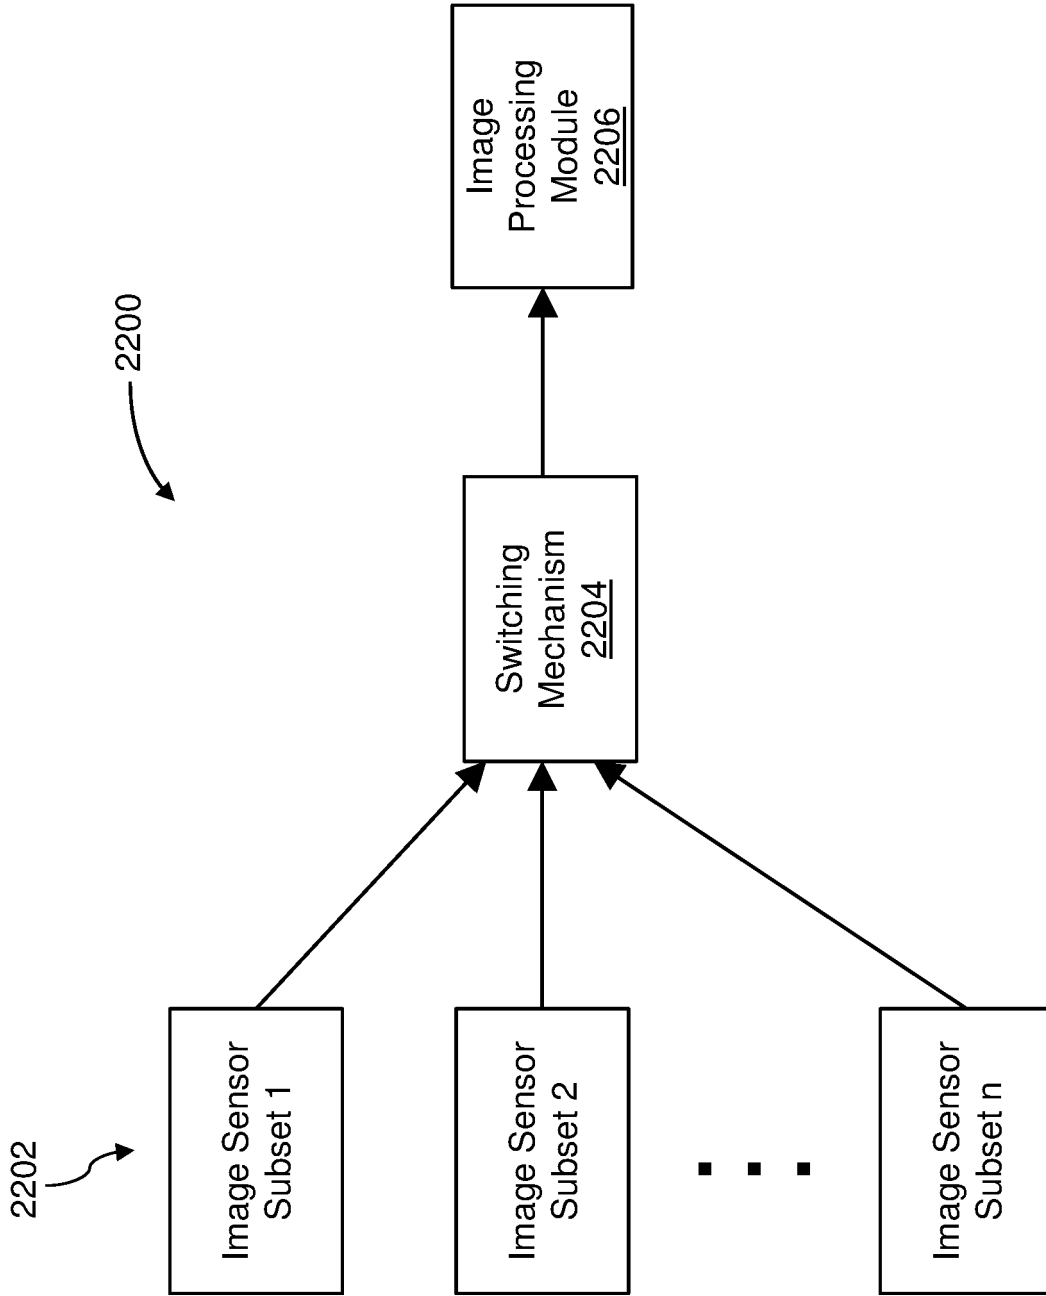 2202
2200
Image Sensor
Subset 1
Image Sensor
Subset 2
Image Sensor
Subset n
Switching
Mechanism
2204
Image
Processing
Module
2206